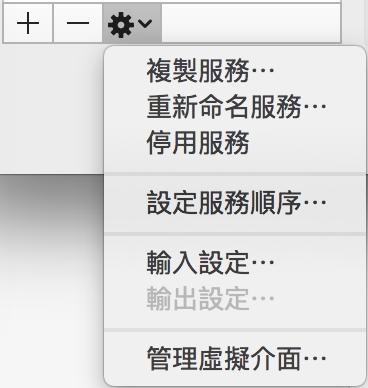 複製服務…
重新命名服務…
停用服務
設定服務順序…
輸入設定…
輸出設定…
管理虛擬介面…